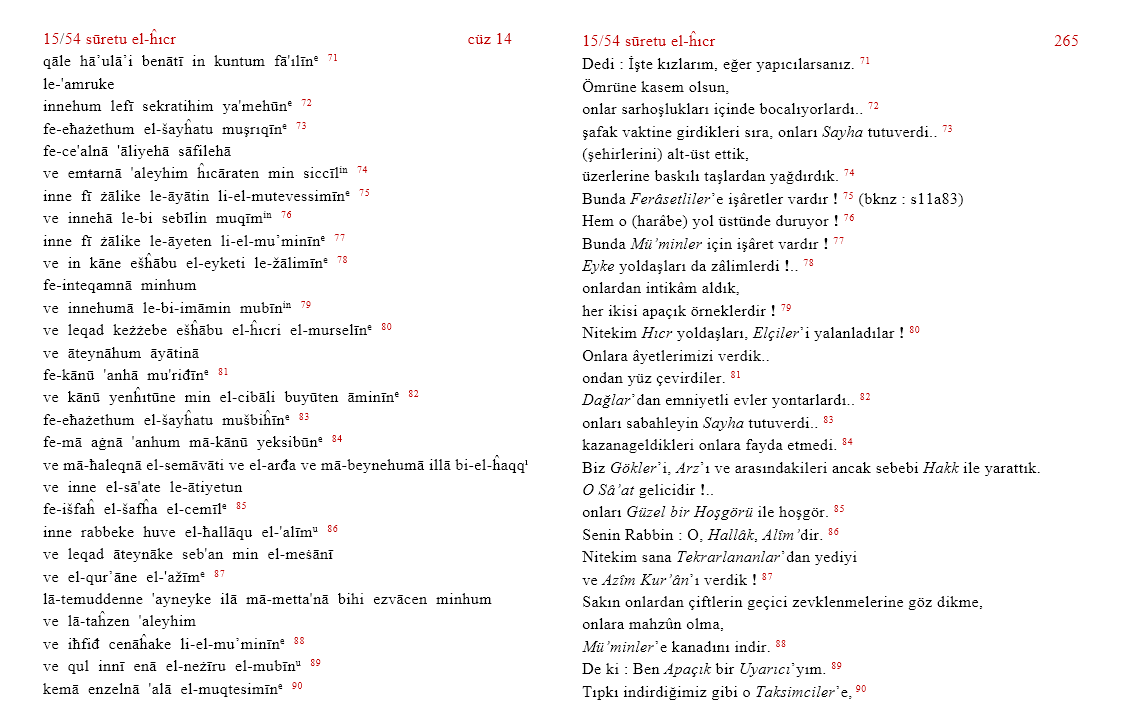 15/54 sūretu el-ĥıcr cüz 14
qāle hā’ulā’i benātī in kuntum fā'ılīnᵉ 71
le-'amruke
innehum lefī sekratihim ya'mehūnᵉ 72
fe-eħażethum el-šayĥatu muşrıqīnᵉ 73
fe-ce'alnā 'āliyehā sāfilehā
ve emŧarnā 'aleyhim ĥıcāraten min siccīlⁱⁿ 74
inne fī żālike le-āyātin li-el-mutevessimīnᵉ 75
ve innehā le-bi sebīlin muqīmⁱⁿ 76
inne fī żālike le-āyeten li-el-mu’minīnᵉ 77
ve in kāne ešĥābu el-eyketi le-žālimīnᵉ 78
fe-inteqamnā minhum
ve innehumā le-bi-imāmin mubīnⁱⁿ 79
ve leqad keżżebe ešĥābu el-ĥıcri el-murselīnᵉ 80
ve āteynāhum āyātinā
fe-kānū 'anhā mu'riđīnᵉ 81
ve kānū yenĥıtūne min el-cibāli buyūten āminīnᵉ 82
fe-eħażethum el-šayĥatu mušbiĥīnᵉ 83
fe-mā aġnā 'anhum mā-kānū yeksibūnᵉ 84
ve mā-ħaleqnā el-semāvāti ve el-arđa ve mā-beynehumā illā bi-el-ĥaqqⁱ
ve inne el-sā'ate le-ātiyetun
fe-išfaĥ el-šafĥa el-cemīlᵉ 85
inne rabbeke huve el-ħallāqu el-'alīmᵘ 86
ve leqad āteynāke seb'an min el-meśānī
ve el-qur’āne el-'ažīmᵉ 87
lā-temuddenne 'ayneyke ilā mā-metta'nā bihi ezvācen minhum
ve lā-taĥzen 'aleyhim
ve iħfiđ cenāĥake li-el-mu’minīnᵉ 88
ve qul innī enā el-neżīru el-mubīnᵘ 89
kemā enzelnā 'alā el-muqtesimīnᵉ 90
15/54 sūretu el-ĥıcr 265
Dedi : İşte kızlarım, eğer yapıcılarsanız. 71
Ömrüne kasem olsun,
onlar sarhoşlukları içinde bocalıyorlardı.. 72
şafak vaktine girdikleri sıra, onları Sayha tutuverdi.. 73
(şehirlerini) alt-üst ettik,
üzerlerine baskılı taşlardan yağdırdık. 74
Bunda Ferâsetliler’e işâretler vardır ! 75 (bknz : s11a83)
Hem o (harâbe) yol üstünde duruyor ! 76
Bunda Mü’minler için işâret vardır ! 77
Eyke yoldaşları da zâlimlerdi !.. 78
onlardan intikâm aldık,
her ikisi apaçık örneklerdir ! 79
Nitekim Hıcr yoldaşları, Elçiler’i yalanladılar ! 80
Onlara âyetlerimizi verdik..
ondan yüz çevirdiler. 81
Dağlar’dan emniyetli evler yontarlardı.. 82
onları sabahleyin Sayha tutuverdi.. 83
kazanageldikleri onlara fayda etmedi. 84
Biz Gökler’i, Arz’ı ve arasındakileri ancak sebebi Hakk ile yarattık.
O Sâ’at gelicidir !..
onları Güzel bir Hoşgörü ile hoşgör. 85
Senin Rabbin : O, Hallâk, Alîm’dir. 86
Nitekim sana Tekrarlananlar’dan yediyi
ve Azîm Kur’ân’ı verdik ! 87
Sakın onlardan çiftlerin geçici zevklenmelerine göz dikme,
onlara mahzûn olma,
Mü’minler’e kanadını indir. 88
De ki : Ben Apaçık bir Uyarıcı’yım. 89
Tıpkı indirdiğimiz gibi o Taksimciler’e, 90